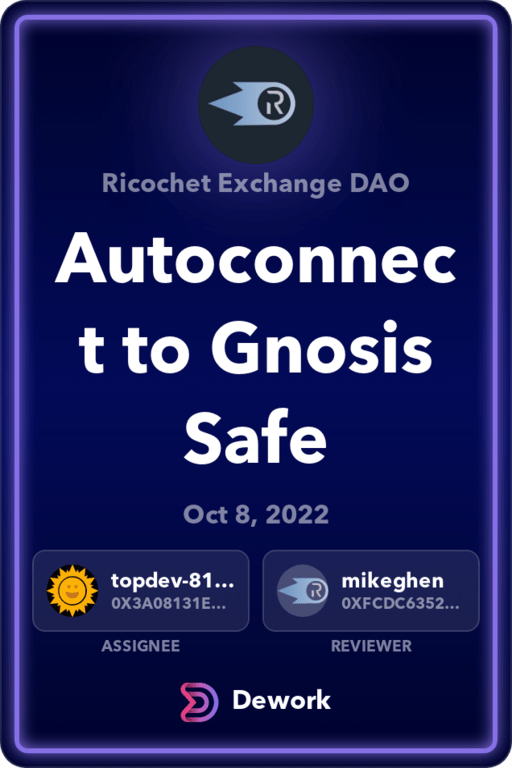 R
Ricochet Exchange DAO
Autoconnec
t to Gnosis
Safe
Oct 8, 2022
topdev-81...
0X3A08131E...
ASSIGNEE
R
mikeghen
0XFCDC6352...
REVIEWER
Dework